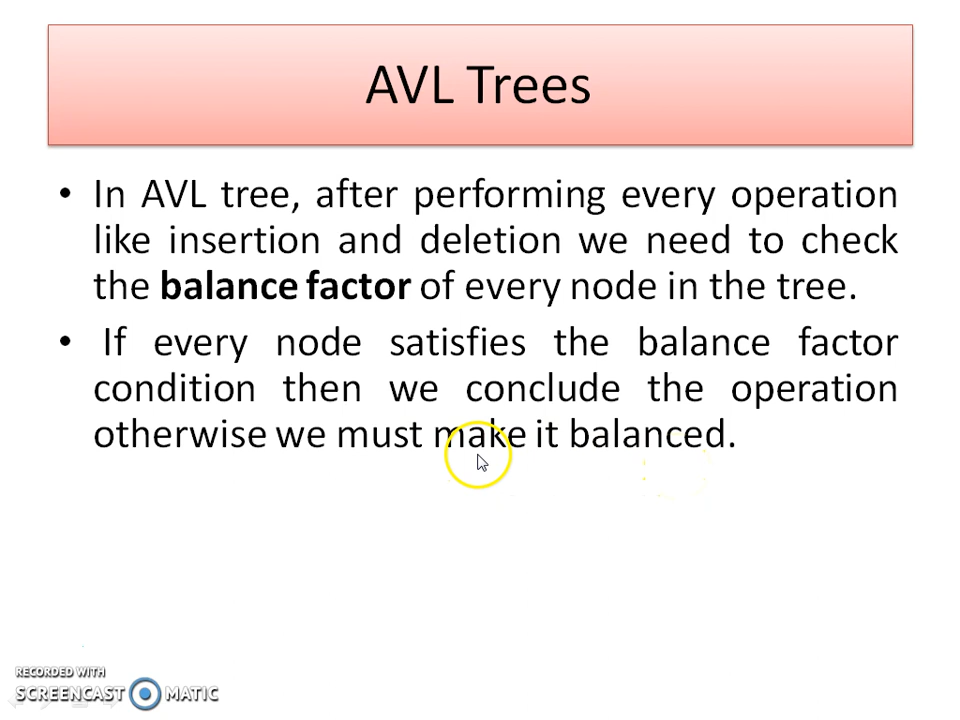 AVL Trees
• In AVL tree, after performing every operation
like insertion and deletion we need to check
the balance factor of every node in the tree.
• If every node satisfies the balance factor
condition then we conclude the operation
otherwise we must make it balanced.
RECORDED WITH
SCREENCAST MATIC